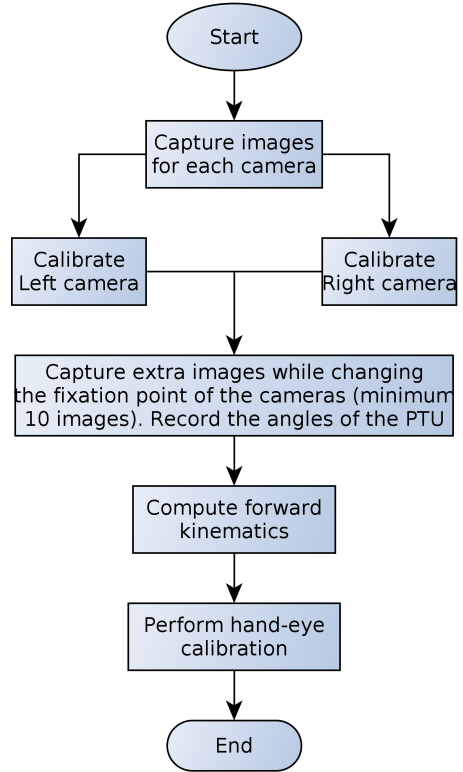 Start
Capture images
for each camera
Calibrate
Left camera
Calibrate
Right camera
Capture extra images while changing
the fixation point of the cameras (minimum
10 images). Record the angles of the PTU
Compute forward
kinematics
Perform hand-eye
calibration
End